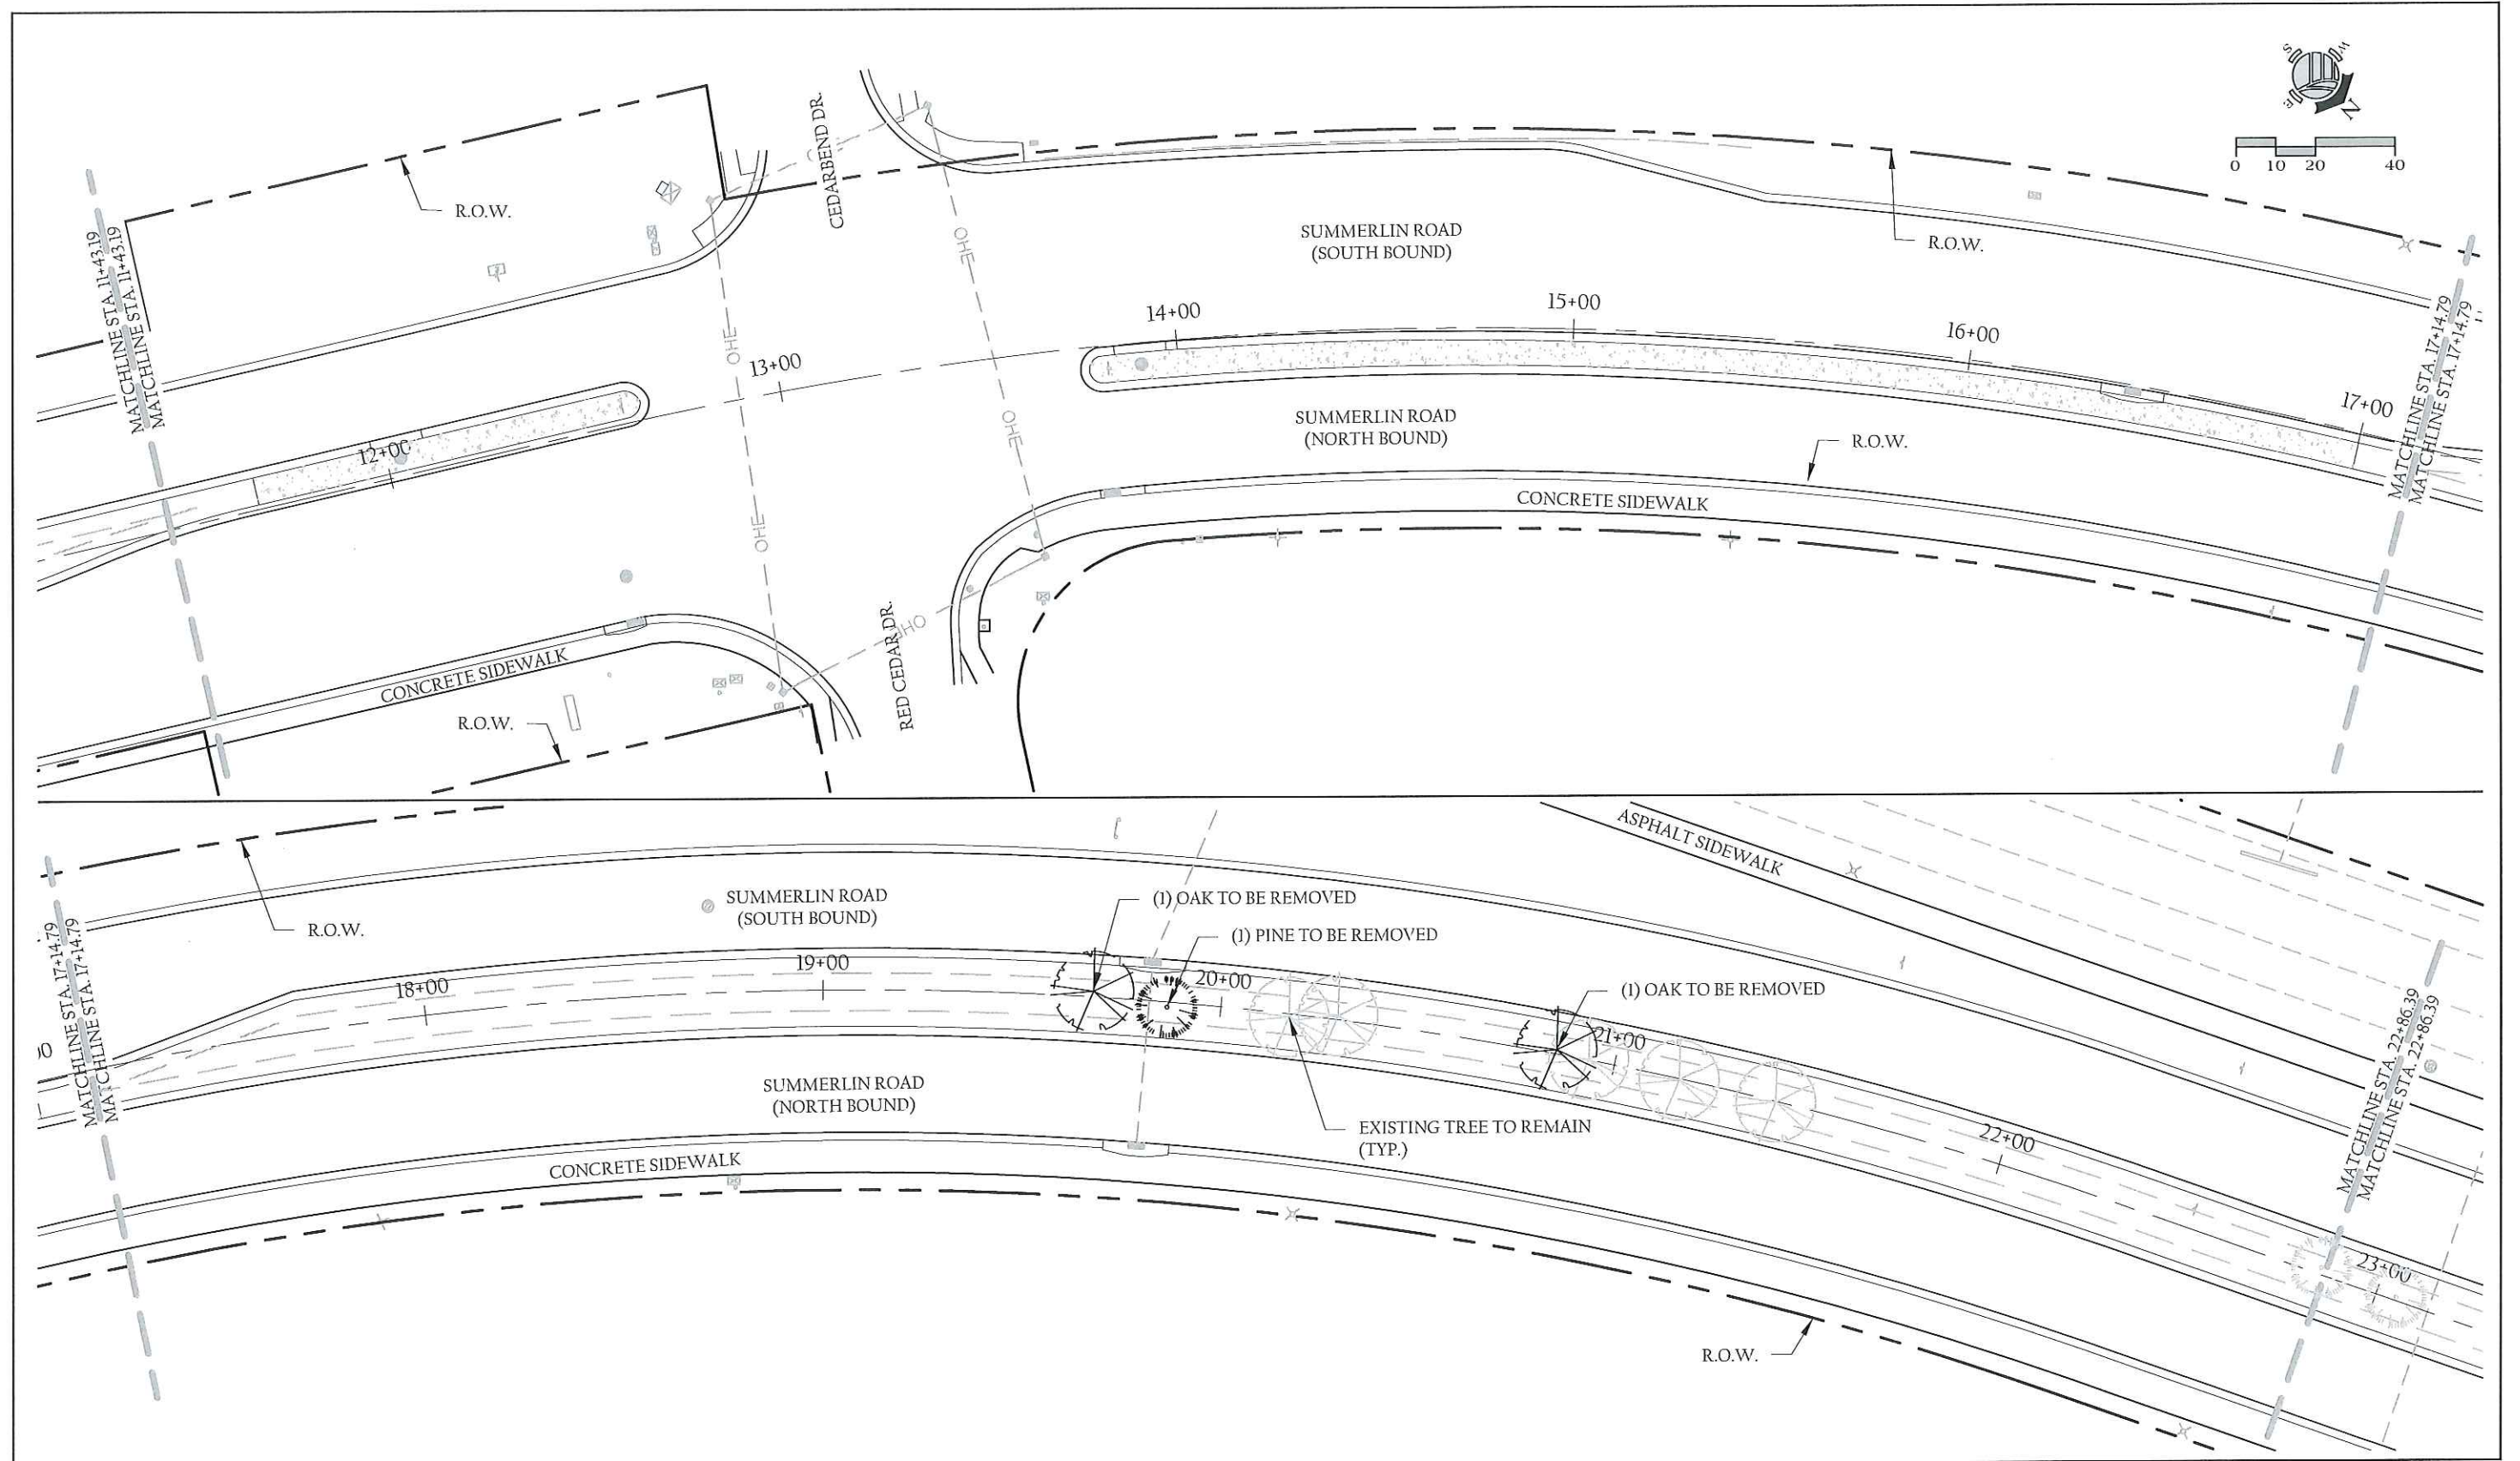 S
W
E
N
0 10 20 40
R.O.W.
CEDARBEND DR.
MATCHLINE STA. 11+43.19
MATCHLINE STA. 11+43.19
SUMMERLIN ROAD
(SOUTH BOUND)
R.O.W.
OHE
OHE
14+00
15+00
16+00
13+00
17+00
MATCHLINE STA. 17+14.79
MATCHLINE STA. 17+14.79
12+00
SUMMERLIN ROAD
(NORTH BOUND)
R.O.W.
OHE
OHE
CONCRETE SIDEWALK
OHE
RED CEDAR DR.
CONCRETE SIDEWALK
R.O.W.
ASPHALT SIDEWALK
SUMMERLIN ROAD
(SOUTH BOUND)
(1) OAK TO BE REMOVED
R.O.W.
(1) PINE TO BE REMOVED
MATCHLINE STA. 17+14.79
MATCHLINE STA. 17+14.79
18+00
19+00
20+00
(1) OAK TO BE REMOVED
21+00
00
SUMMERLIN ROAD
(NORTH BOUND)
EXISTING TREE TO REMAIN
(TYP.)
22+00
MATCHLINE STA. 22+86.39
MATCHLINE STA. 22+86.39
CONCRETE SIDEWALK
23+00
R.O.W.